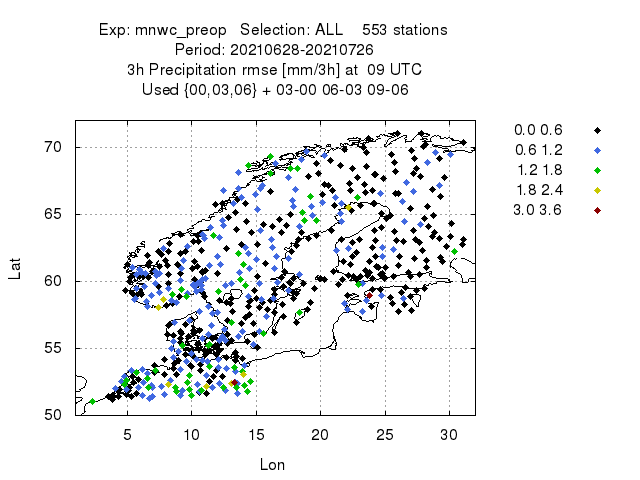 Exp: mnwc_preop   Selection: ALL    553 stations
Period: 20210628-20210726
3h Precipitation rmse [mm/3h] at  09 UTC
Used {00,03,06} + 03-00 06-03 09-06
0.0 0.6
0.6 1.2
1.2 1.8
1.8 2.4
3.0 3.6
70
65
60
55
50
Lat
5 10 15 20 25 30
Lon